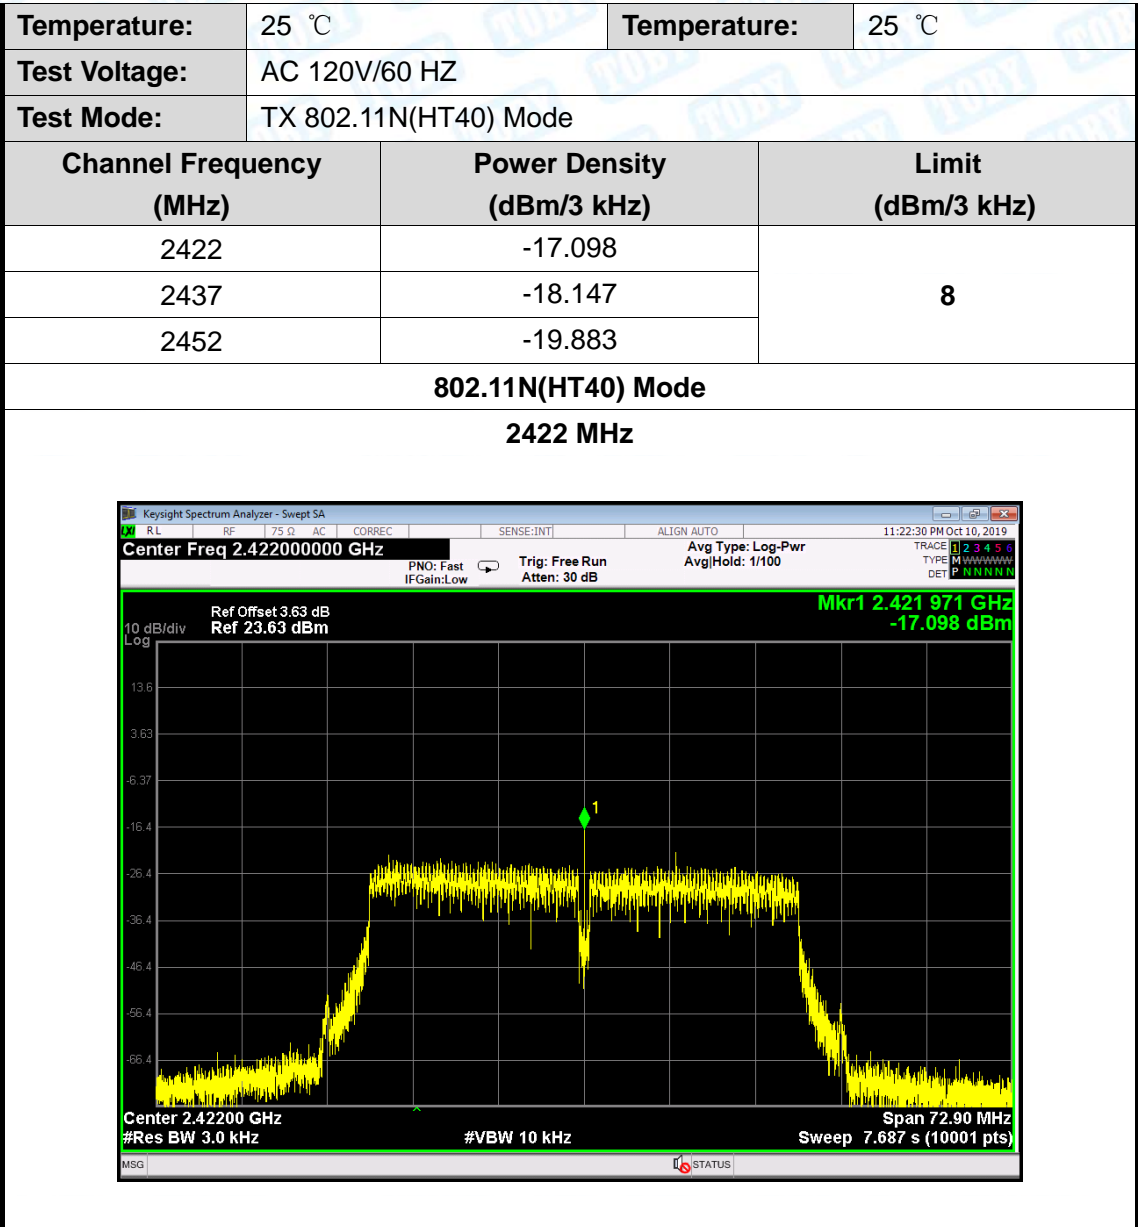 Temperature: 25 ℃ Temperature: 25 ℃
Test Voltage: AC 120V/60 HZ
Test Mode: TX 802.11N(HT40) Mode
Channel Frequency (MHz) Power Density (dBm/3 kHz) Limit (dBm/3 kHz)
2422 -17.098
2437 -18.147 8
2452 -19.883
802.11N(HT40) Mode
2422 MHz
Keysight Spectrum Analyzer - Swept SA
LXI RL RF 75 Ω AC CORREC SENSE:INT ALIGN AUTO 11:22:30 PM Oct 10, 2019
Center Freq 2.422000000 GHz
PNO: Fast
IFGain:Low
Trig: Free Run
Atten: 30 dB
Avg Type: Log-Pwr
Avg|Hold: 1/100
TRACE 1 2 3 4 5 6
TYPE M WWWWW
DET P N N N N N
Mkr1 2.421 971 GHz
-17.098 dBm
Ref Offset 3.63 dB
10 dB/div Ref 23.63 dBm
Log
13.6
3.63
-6.37
1
-16.4
-26.4
-36.4
-46.4
-56.4
-66.4
Center 2.42200 GHz Span 72.90 MHz
#Res BW 3.0 kHz #VBW 10 kHz Sweep 7.687 s (10001 pts)
MSG STATUS
TOBY